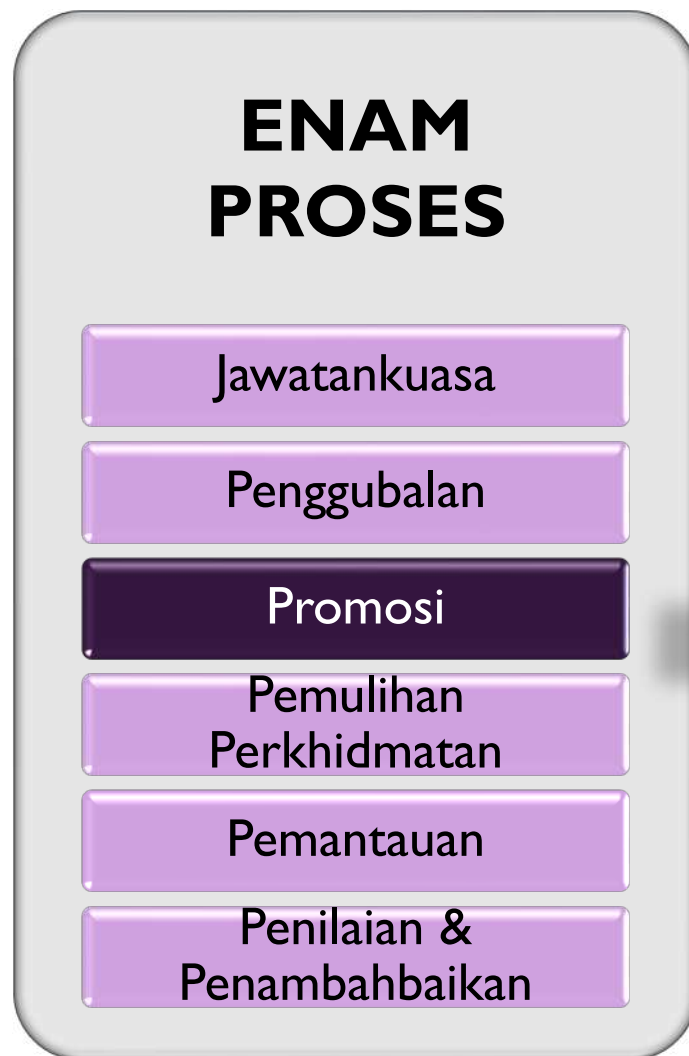 ENAM
PROSES
Jawatankuasa
Penggubalan
Promosi
Pemulihan
Perkhidmatan
Pemantauan
Penilaian &
Penambahbaikan